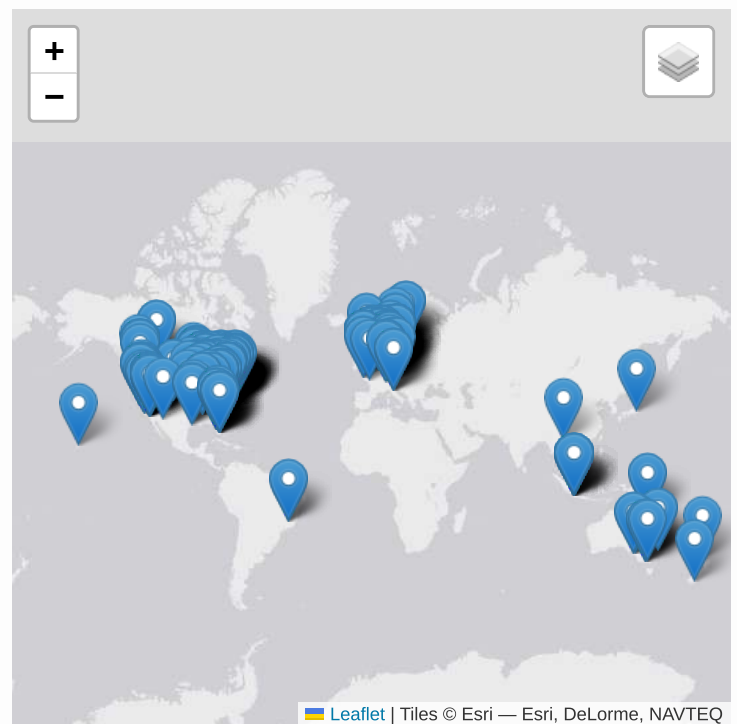 +
−
Leaflet | Tiles © Esri — Esri, DeLorme, NAVTEQ